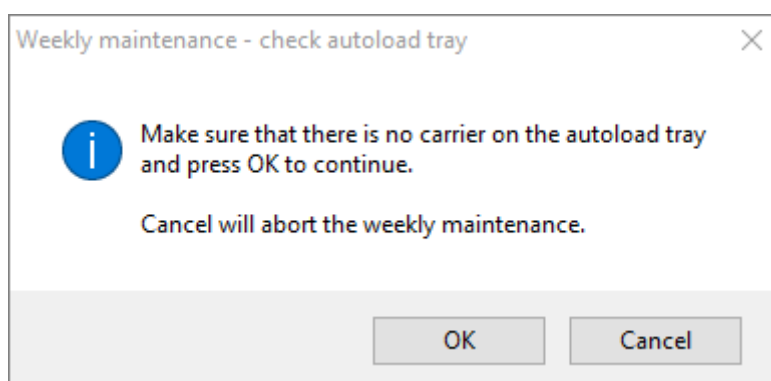 Weekly maintenance - check autoload tray
Make sure that there is no carrier on the autoload tray
and press OK to continue.
Cancel will abort the weekly maintenance.
OK
Cancel